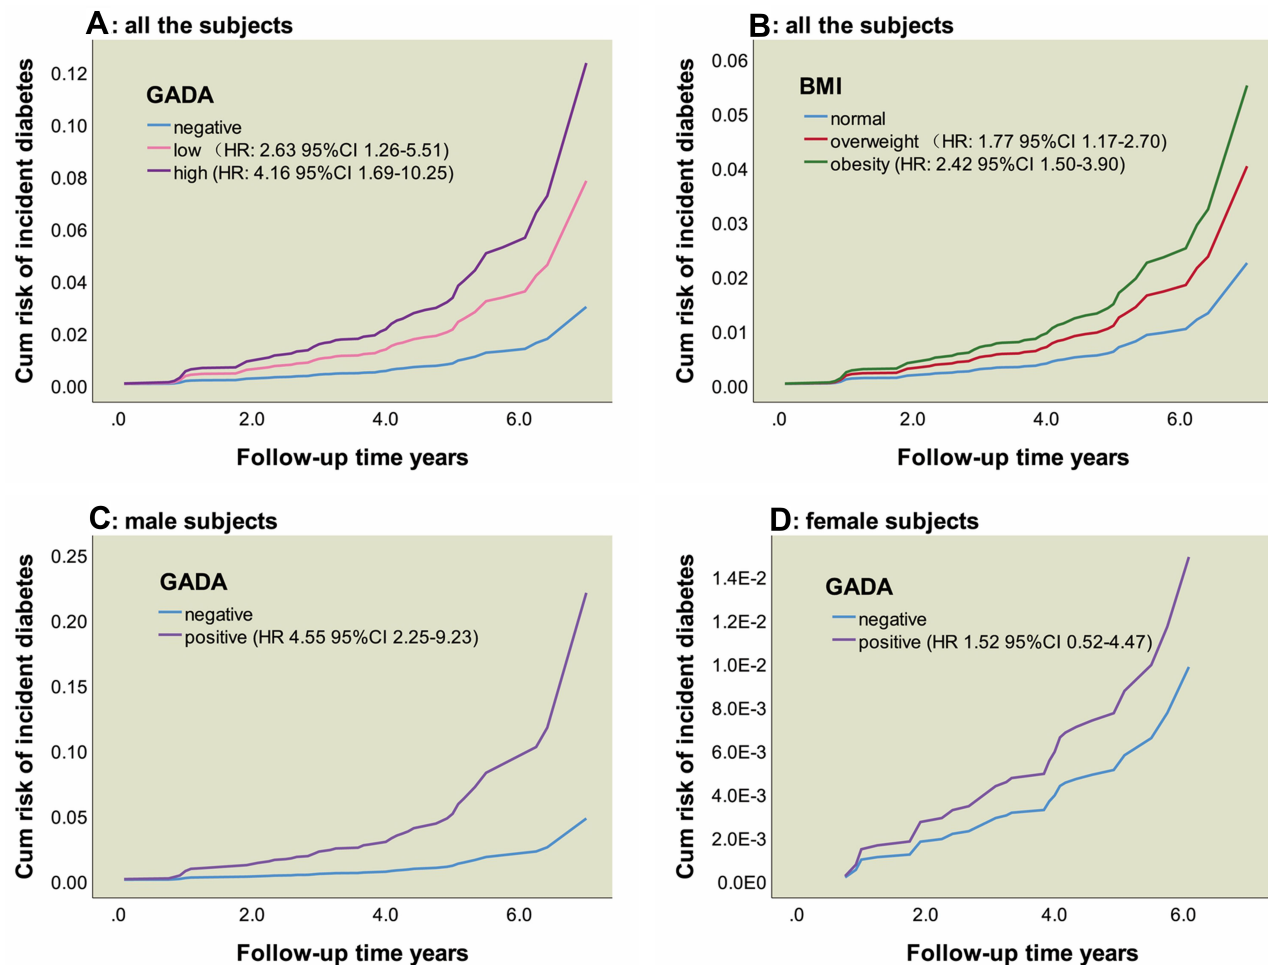 A: all the subjects
Cum risk of incident diabetes
0.12
0.10
0.08
0.06
0.04
0.02
0.00
GADA
negative
low （HR: 2.63 95%CI 1.26-5.51)
high (HR: 4.16 95%CI 1.69-10.25)
.0 2.0 4.0 6.0
Follow-up time years
B: all the subjects
Cum risk of incident diabetes
0.06
0.05
0.04
0.03
0.02
0.01
0.00
BMI
normal
overweight （HR: 1.77 95%CI 1.17-2.70)
obesity (HR: 2.42 95%CI 1.50-3.90)
.0 2.0 4.0 6.0
Follow-up time years
C: male subjects
Cum risk of incident diabetes
0.25
0.20
0.15
0.10
0.05
0.00
GADA
negative
positive (HR 4.55 95%CI 2.25-9.23)
.0 2.0 4.0 6.0
Follow-up time years
D: female subjects
Cum risk of incident diabetes
1.4E-2
1.2E-2
1.0E-2
8.0E-3
6.0E-3
4.0E-3
2.0E-3
0.0E0
GADA
negative
positive (HR 1.52 95%CI 0.52-4.47)
.0 2.0 4.0 6.0
Follow-up time years